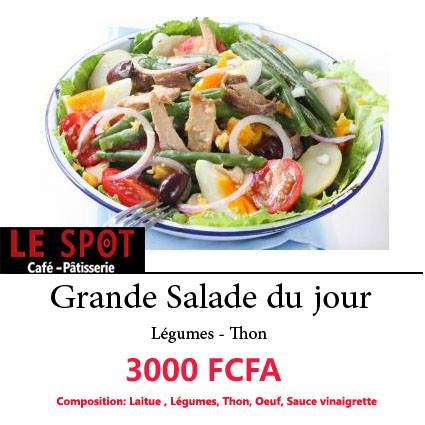 LE SPOT
Café -Pâtisserie
Grande Salade du jour
Légumes - Thon
3000 FCFA
Composition: Laitue , Légumes, Thon, Oeuf, Sauce vinaigrette